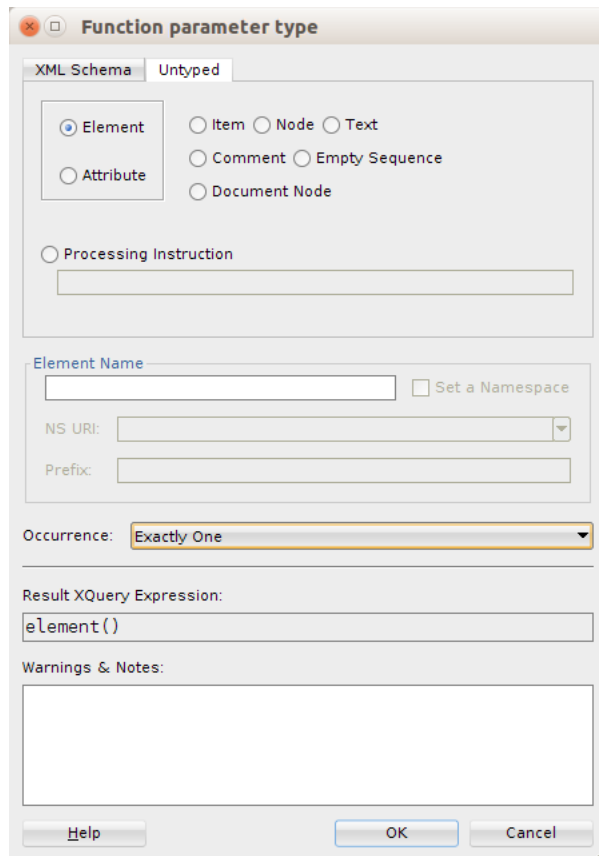 Function parameter type
XML Schema Untyped
Element Item Node Text
Comment Empty Sequence
Attribute
Document Node
Processing Instruction
Element Name
Set a Namespace
NS URI:
Prefix:
Occurrence: Exactly One
Result XQuery Expression:
element()
Warnings & Notes:
Help OK Cancel